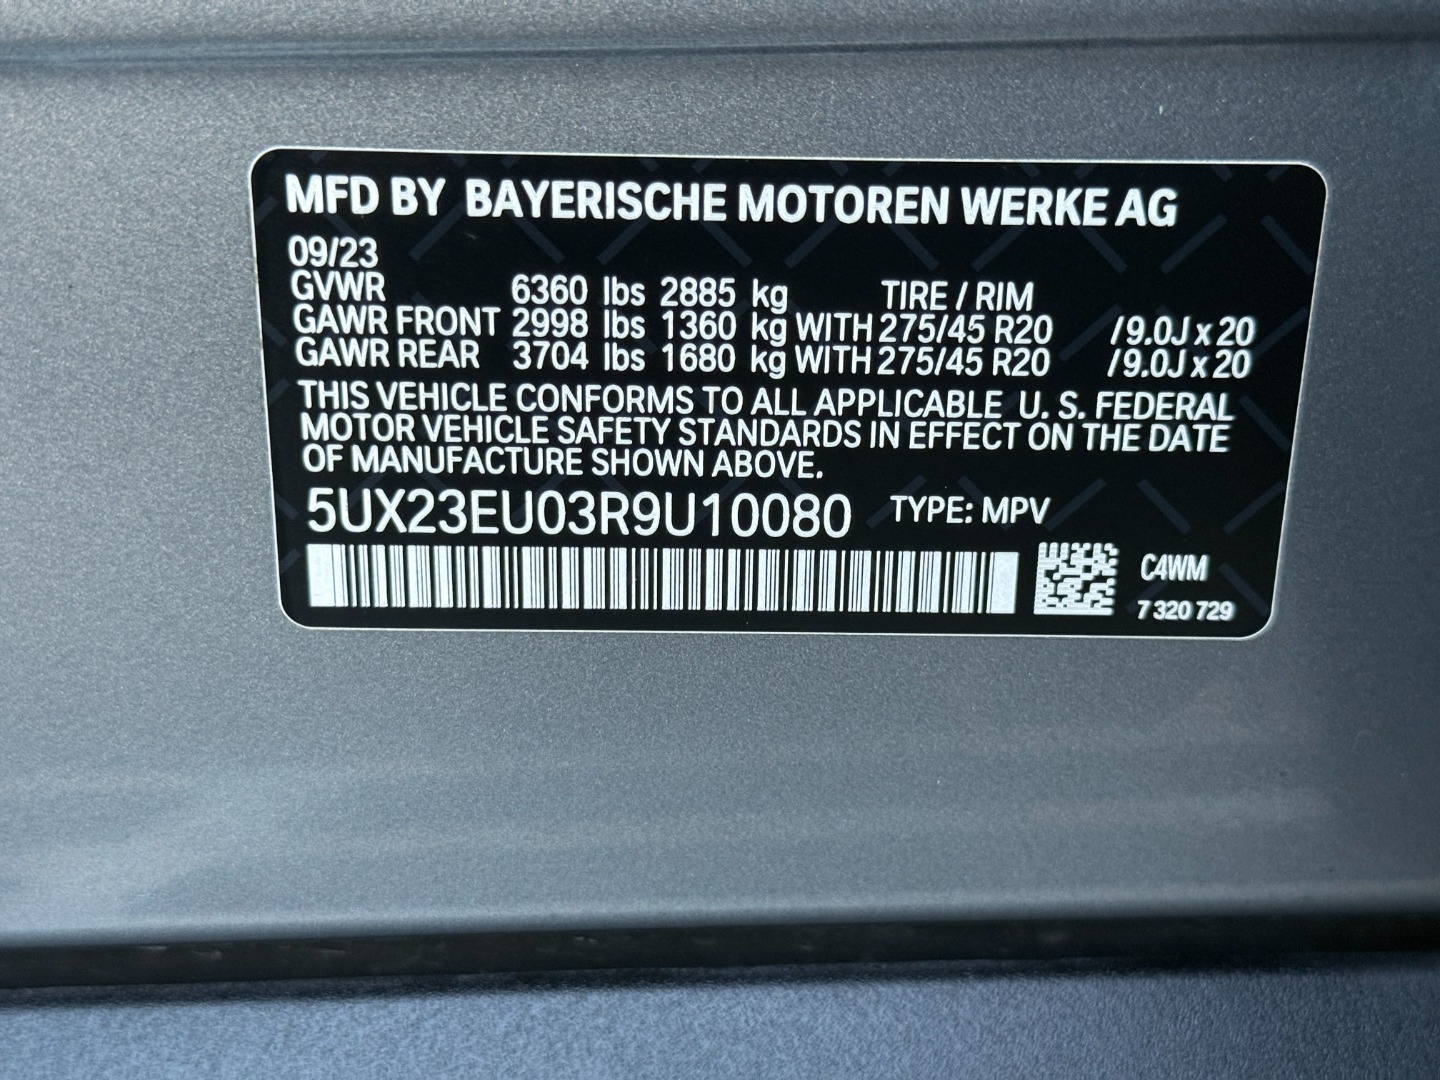 MFD BY BAYERISCHE MOTOREN WERKE AG
09/23
GVWR 6360 lbs 2885 kg TIRE / RIM
GAWR FRONT 2998 lbs 1360 kg WITH 275/45 R20 /9.0J x 20
GAWR REAR 3704 lbs 1680 kg WITH 275/45 R20 /9.0J x 20
THIS VEHICLE CONFORMS TO ALL APPLICABLE U. S. FEDERAL
MOTOR VEHICLE SAFETY STANDARDS IN EFFECT ON THE DATE
OF MANUFACTURE SHOWN ABOVE.
5UX23EU03R9U10080 TYPE: MPV
C4WM
7 320 729